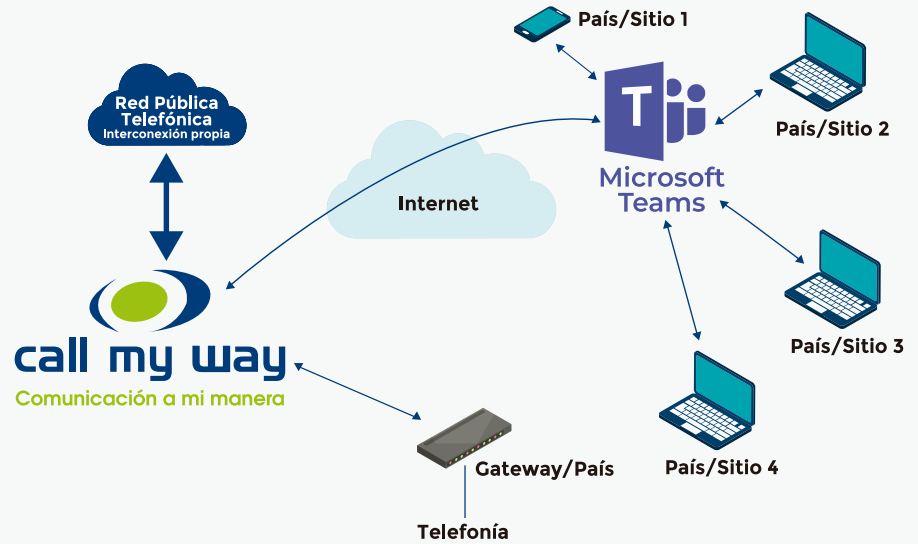 País/Sitio 1
Red Pública
Telefónica
Interconexión propia
T
País/Sitio 2
Internet
Microsoft
Teams
call my way
Comunicación a mi manera
País/Sitio 3
Gateway/País
País/Sitio 4
Telefonía